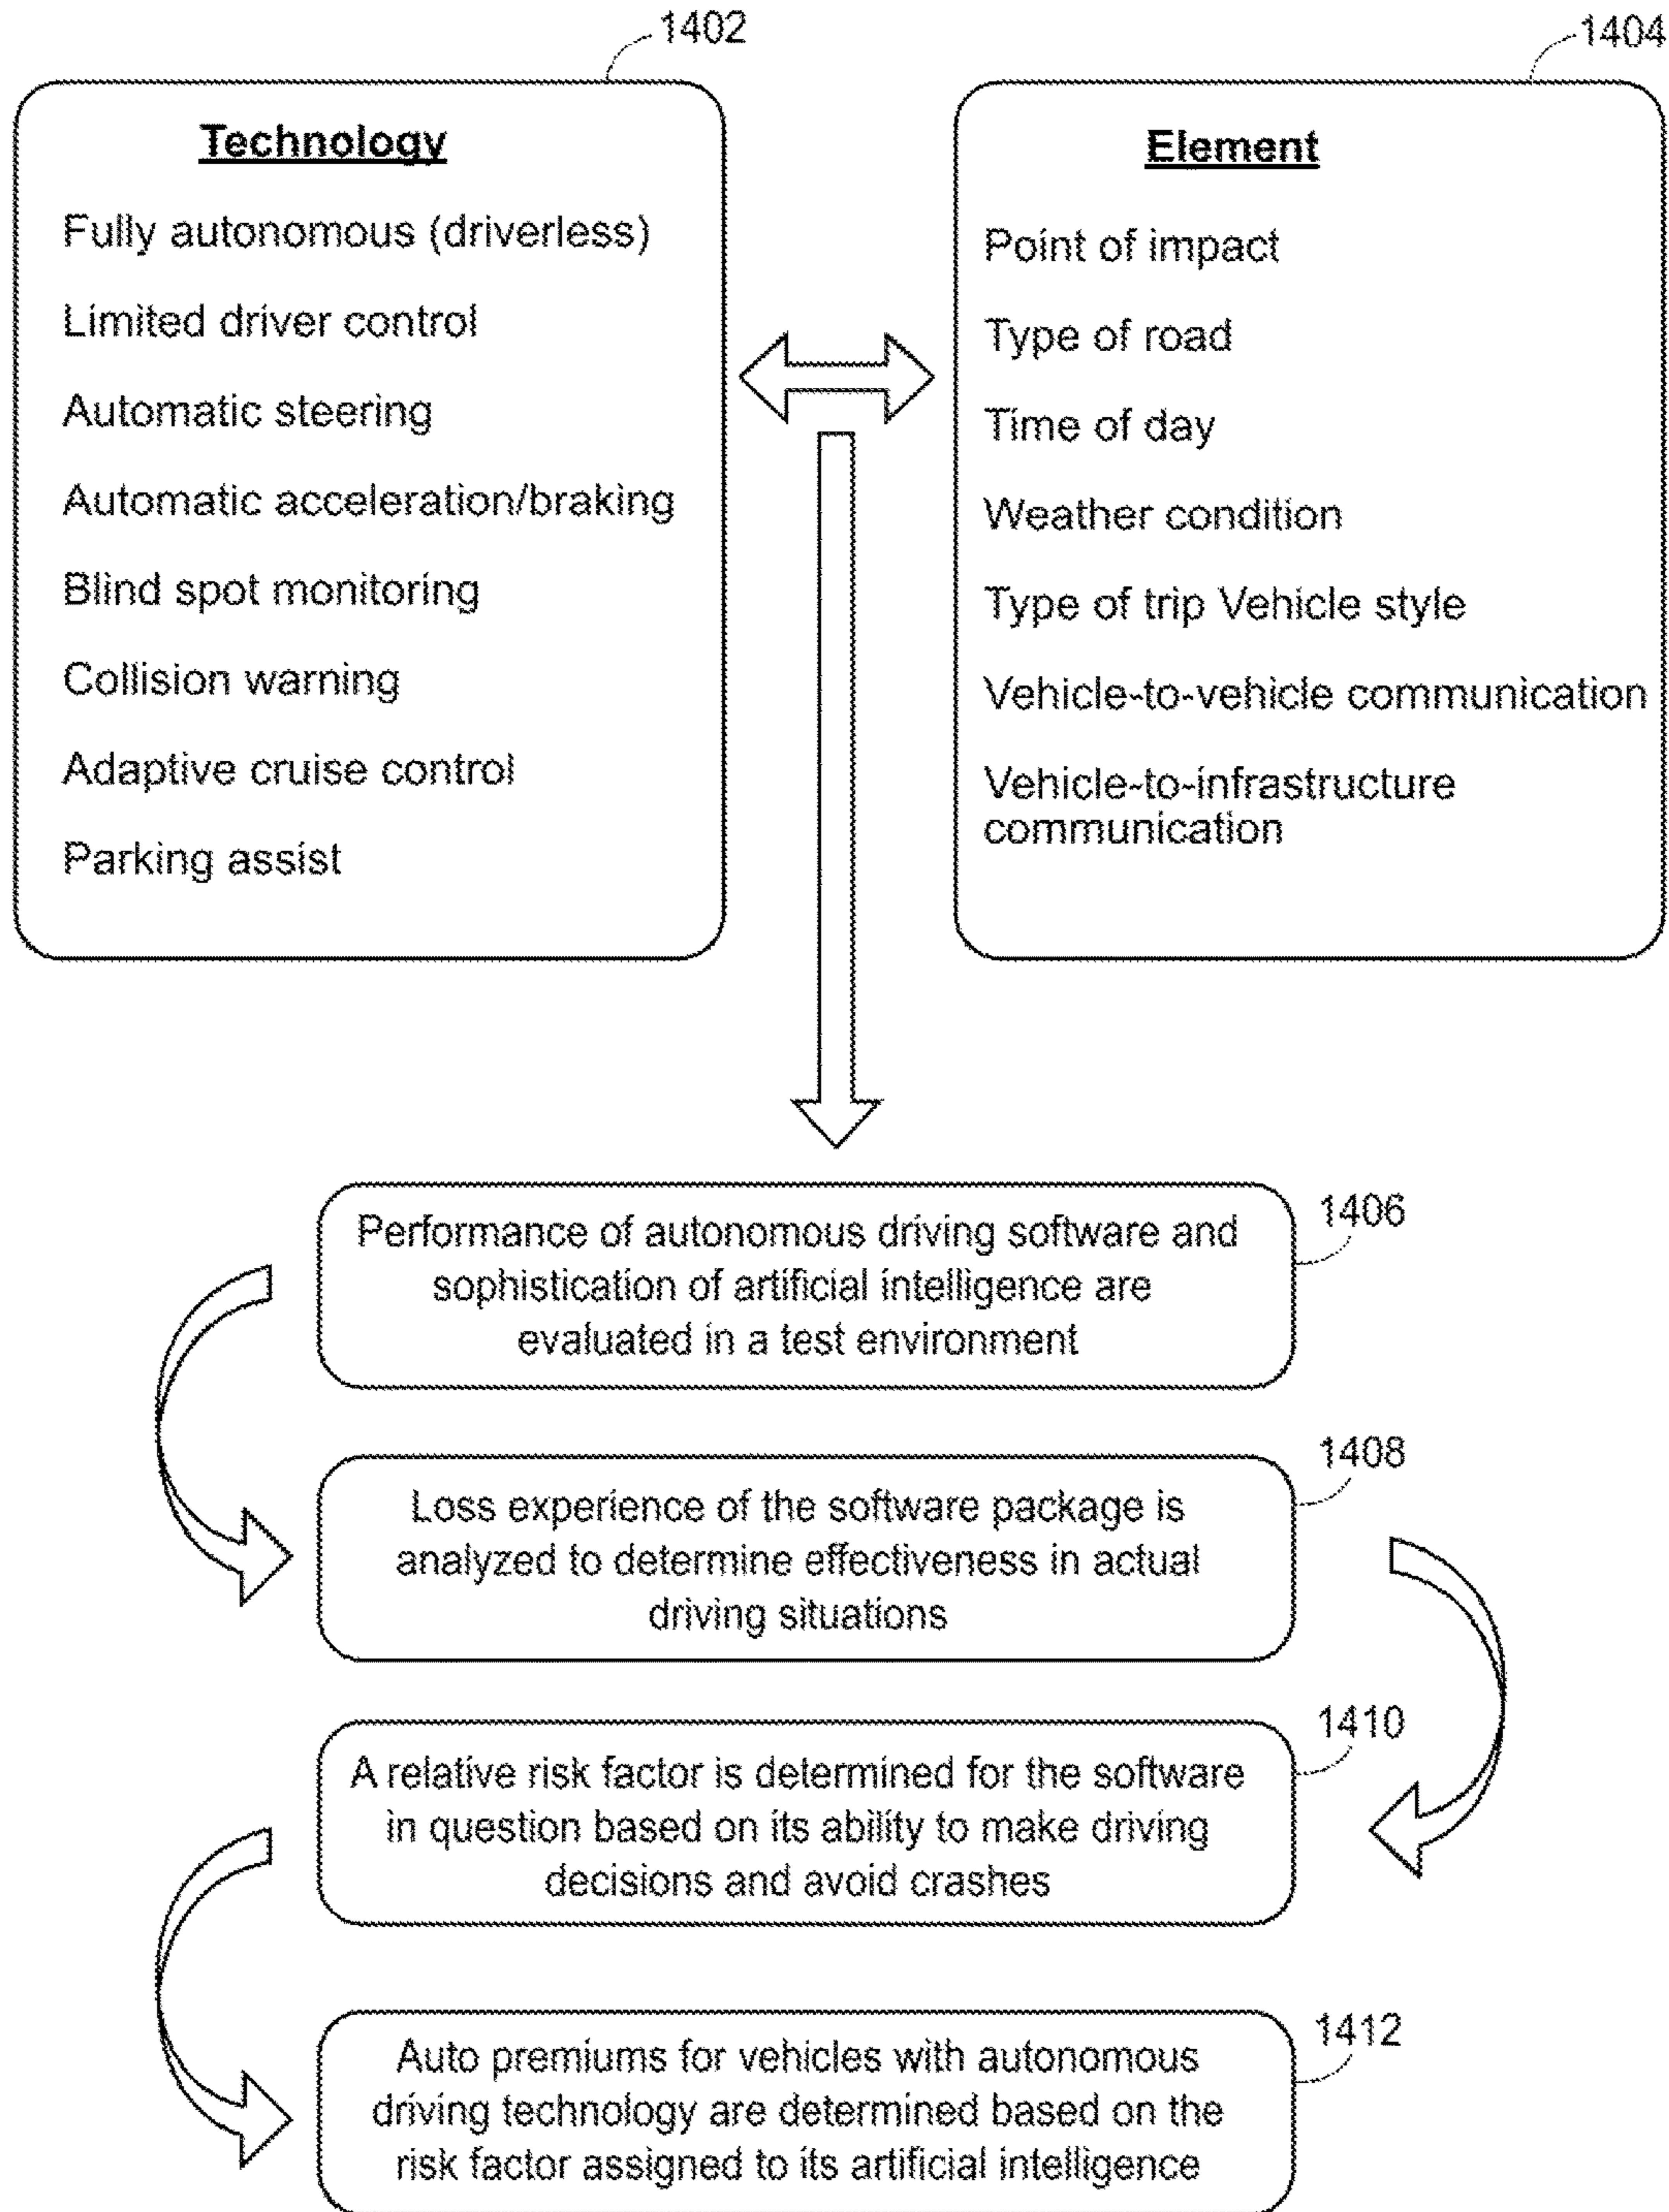 1402
1404
Technology
Fully autonomous (driverless)
Limited driver control
Automatic steering
Automatic acceleration/braking
Blind spot monitoring
Collision warning
Adaptive cruise control
Parking assist
Element
Point of impact
Type of road
Time of day
Weather condition
Type of trip Vehicle style
Vehicle-to-vehicle communication
Vehicle-to-infrastructure
communication
1406
Performance of autonomous driving software and
sophistication of artificial intelligence are
evaluated in a test environment
1408
Loss experience of the software package is
analyzed to determine effectiveness in actual
driving situations
1410
A relative risk factor is determined for the software
in question based on its ability to make driving
decisions and avoid crashes
1412
Auto premiums for vehicles with autonomous
driving technology are determined based on the
risk factor assigned to its artificial intelligence